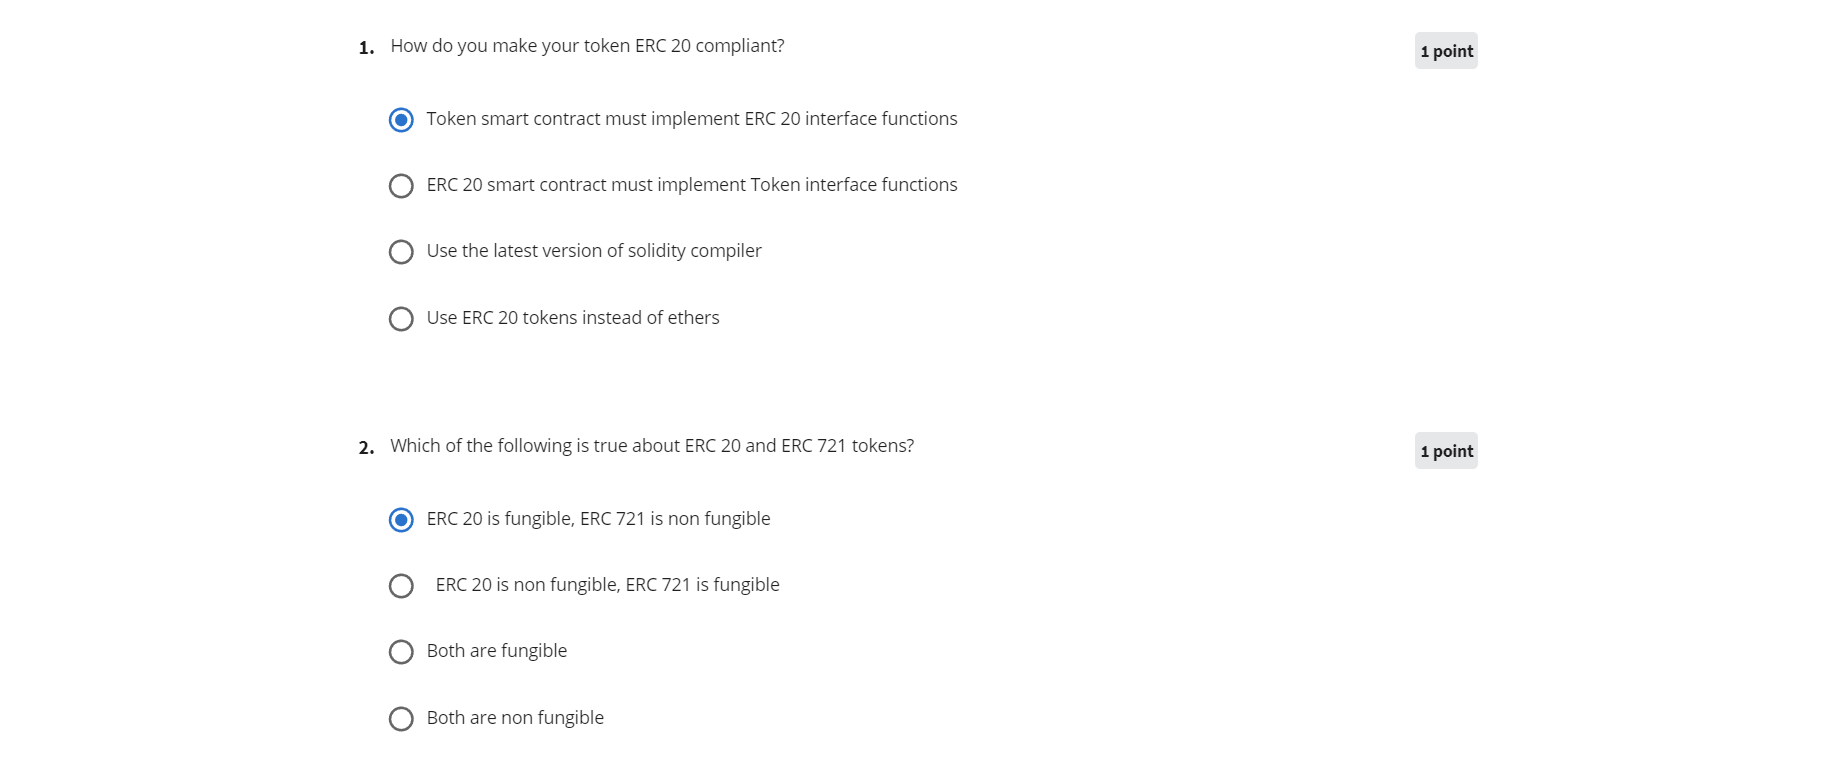 1. How do you make your token ERC 20 compliant?
1 point
Token smart contract must implement ERC 20 interface functions
ERC 20 smart contract must implement Token interface functions
Use the latest version of solidity compiler
Use ERC 20 tokens instead of ethers
2. Which of the following is true about ERC 20 and ERC 721 tokens?
1 point
ERC 20 is fungible, ERC 721 is non fungible
ERC 20 is non fungible, ERC 721 is fungible
Both are fungible
Both are non fungible